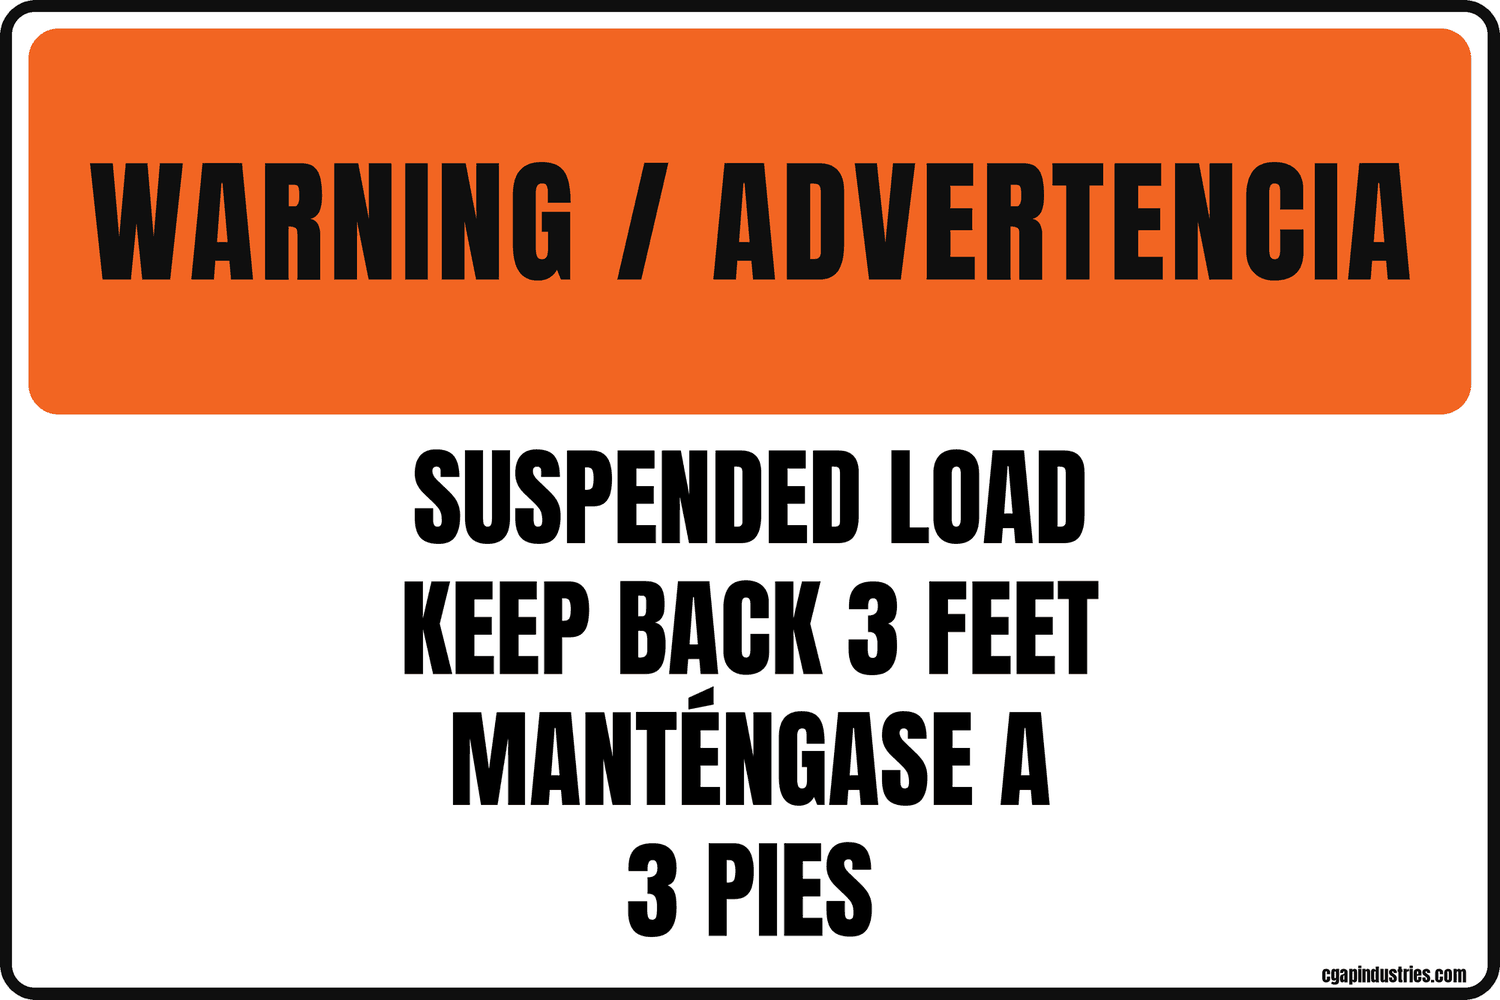 WARNING / ADVERTENCIA
SUSPENDED LOAD
KEEP BACK 3 FEET
MANTÉNGASE A
3 PIES
cgapindustries.com